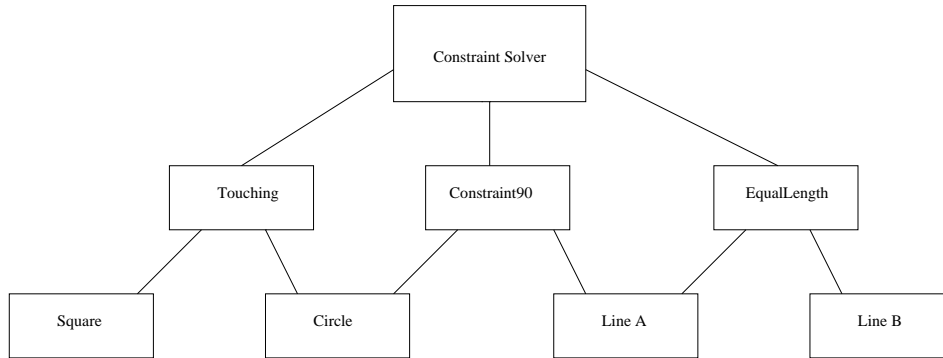 Constraint Solver
Touching
Constraint90
EqualLength
Square
Circle
Line A
Line B